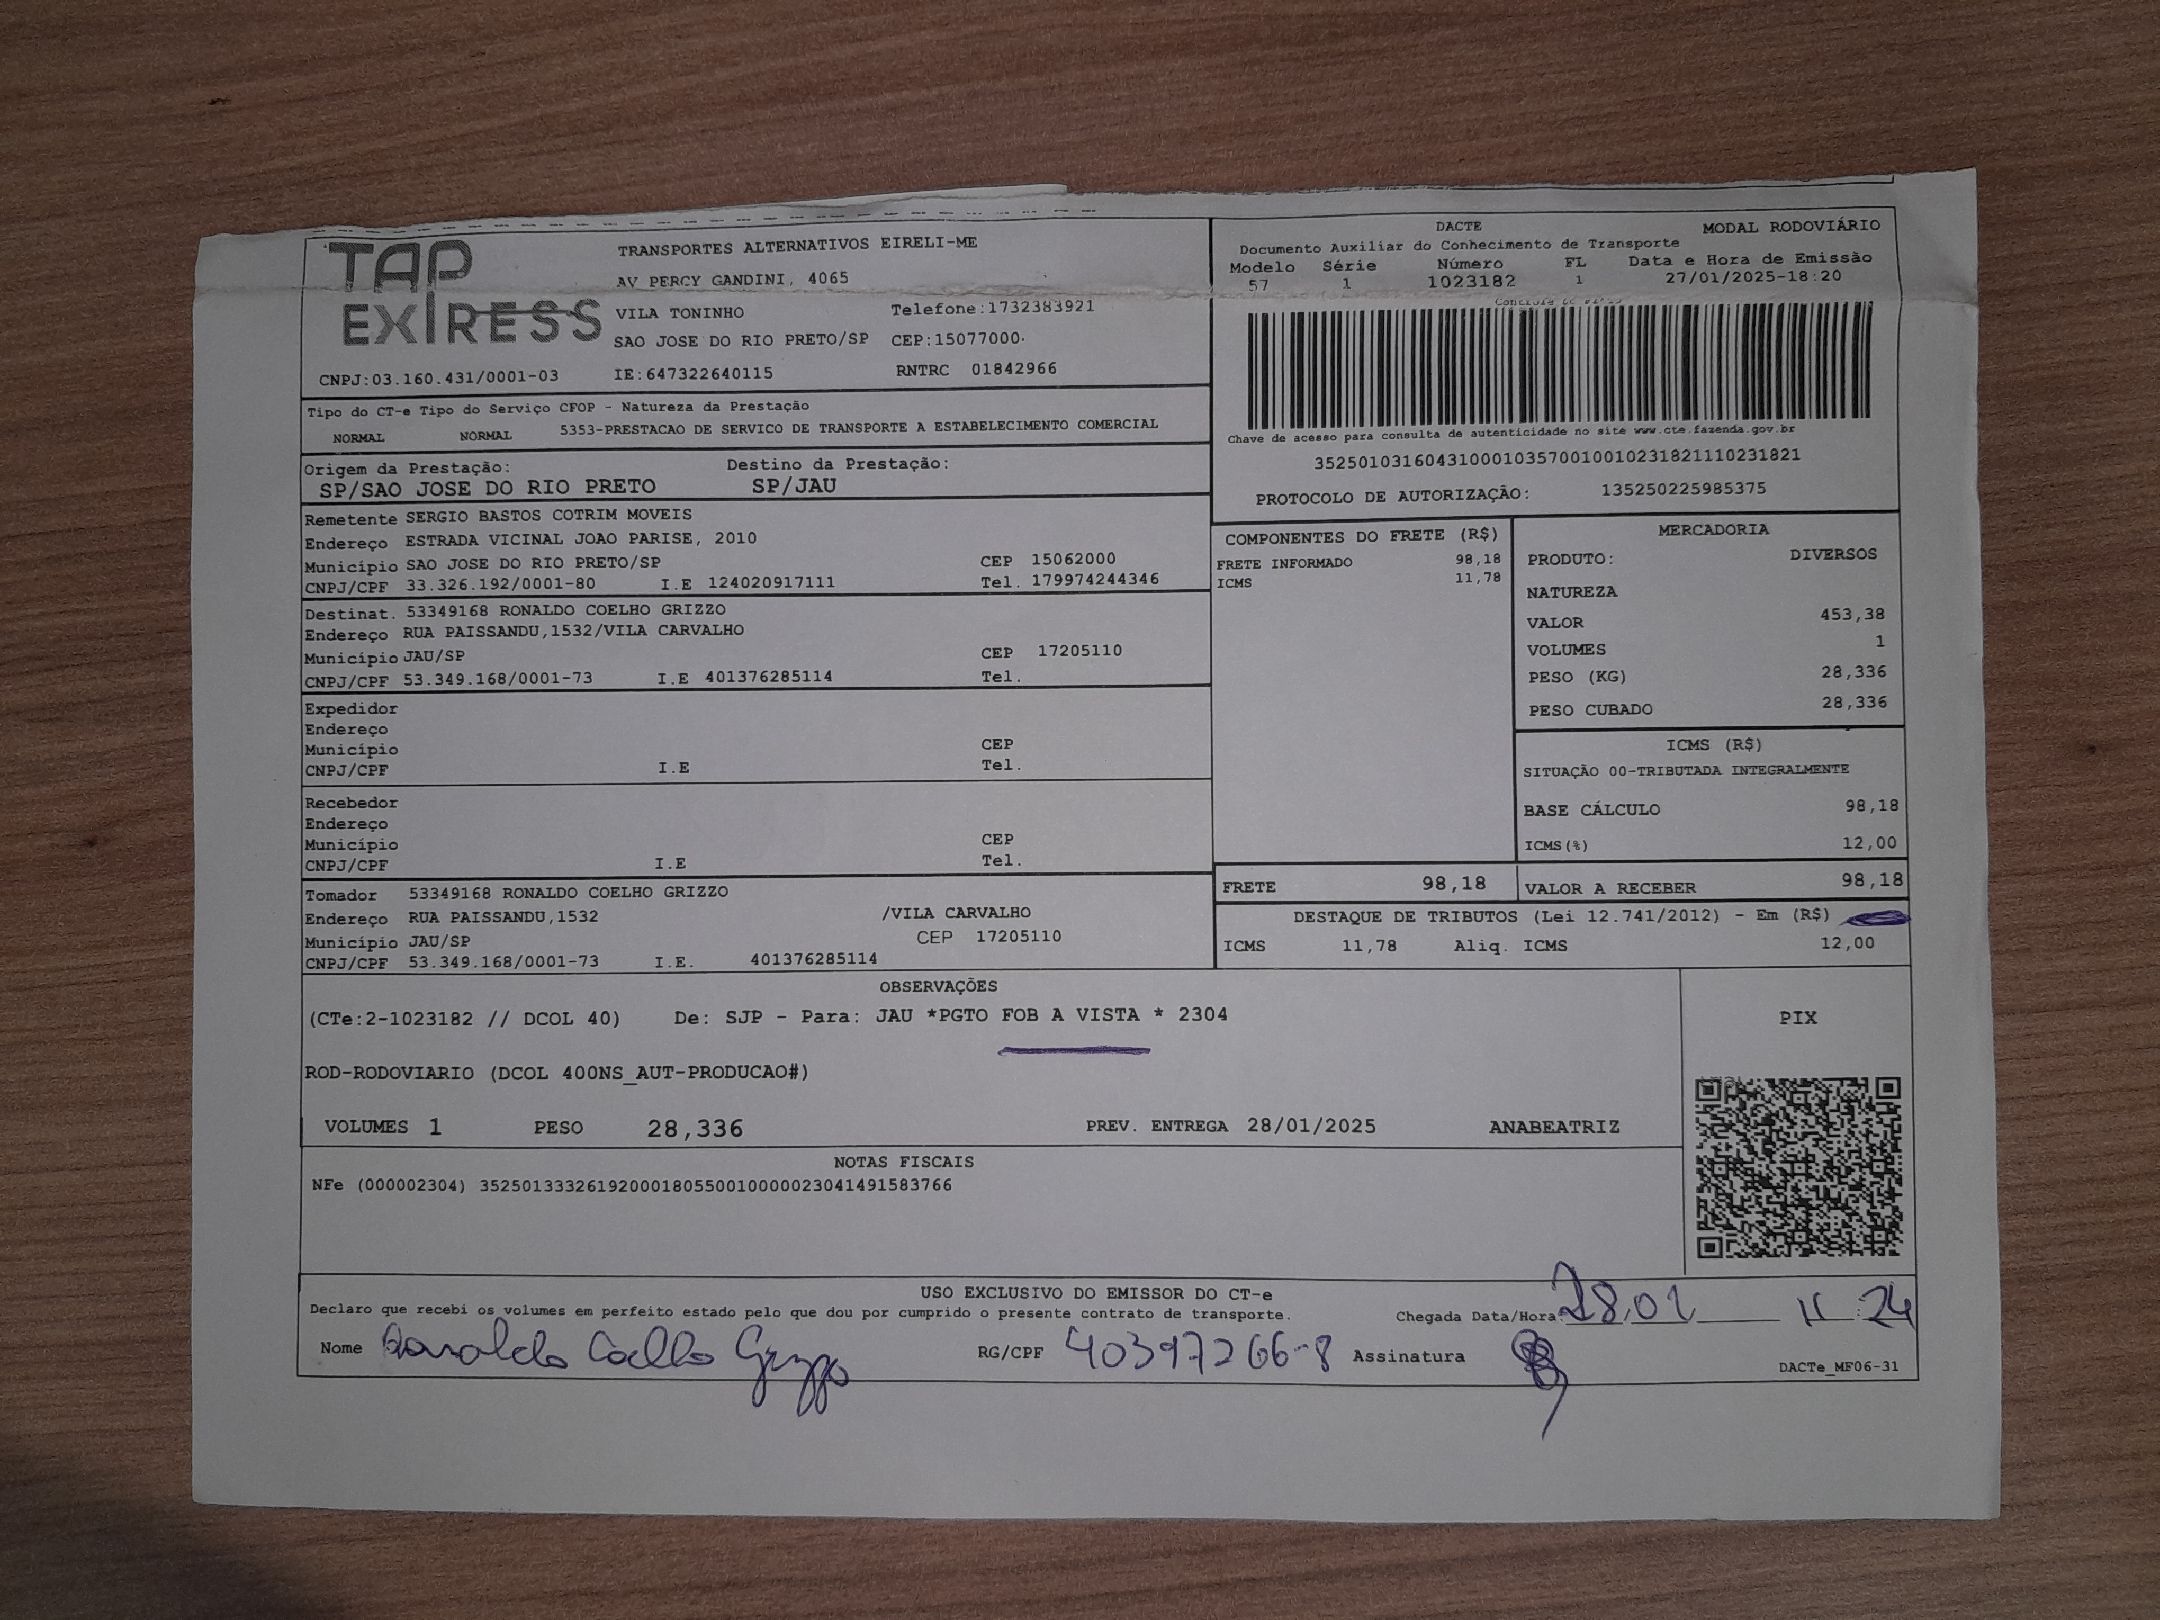 TAP
EXPRESS
TRANSPORTES ALTERNATIVOS EIRELI-ME
AV PERCY GANDINI, 4065
VILA TONINHO Telefone:1732383921
SAO JOSE DO RIO PRETO/SP CEP:15077000
CNPJ:03.160.431/0001-03 IE:647322640115 RNTRC 01842966
DACTE MODAL RODOVIÁRIO
Documento Auxiliar do Conhecimento de Transporte
Modelo Série Número FL Data e Hora de Emissão
57 1 1023182 1 27/01/2025-18:20
Chave de acesso para consulta de autenticidade no site www.cte.fazenda.gov.br
35250103160431000103570010010231821110231821
PROTOCOLO DE AUTORIZAÇÃO: 135250225985375
Tipo do CT-e Tipo do Serviço CFOP - Natureza da Prestação
NORMAL NORMAL 5353-PRESTACAO DE SERVICO DE TRANSPORTE A ESTABELECIMENTO COMERCIAL
Origem da Prestação: Destino da Prestação:
SP/SAO JOSE DO RIO PRETO SP/JAU
Remetente SERGIO BASTOS COTRIM MOVEIS
Endereço ESTRADA VICINAL JOAO PARISE, 2010
Município SAO JOSE DO RIO PRETO/SP CEP 15062000
CNPJ/CPF 33.326.192/0001-80 I.E 124020917111 Tel. 179974244346
Destinat. 53349168 RONALDO COELHO GRIZZO
Endereço RUA PAISSANDU,1532/VILA CARVALHO
Município JAU/SP CEP 17205110
CNPJ/CPF 53.349.168/0001-73 I.E 401376285114 Tel.
Expedidor
Endereço
Município CEP
CNPJ/CPF I.E Tel.
Recebedor
Endereço
Município CEP
CNPJ/CPF I.E Tel.
Tomador 53349168 RONALDO COELHO GRIZZO
Endereço RUA PAISSANDU,1532 /VILA CARVALHO
Município JAU/SP CEP 17205110
CNPJ/CPF 53.349.168/0001-73 I.E. 401376285114
COMPONENTES DO FRETE (R$)
FRETE INFORMADO 98,18
ICMS 11,78
MERCADORIA
PRODUTO: DIVERSOS
NATUREZA
VALOR 453,38
VOLUMES 1
PESO (KG) 28,336
PESO CUBADO 28,336
ICMS (R$)
SITUAÇÃO 00-TRIBUTADA INTEGRALMENTE
BASE CÁLCULO 98,18
ICMS(%) 12,00
FRETE 98,18 VALOR A RECEBER 98,18
DESTAQUE DE TRIBUTOS (Lei 12.741/2012) - Em (R$)
ICMS 11,78 Aliq. ICMS 12,00
OBSERVAÇÕES
(CTe:2-1023182 // DCOL 40) De: SJP - Para: JAU *PGTO FOB A VISTA * 2304
ROD-RODOVIARIO (DCOL 400NS_AUT-PRODUCAO#)
VOLUMES 1 PESO 28,336 PREV. ENTREGA 28/01/2025 ANABEATRIZ
PIX
NOTAS FISCAIS
NFe (000002304) 35250133326192000180550010000023041491583766
USO EXCLUSIVO DO EMISSOR DO CT-e
Declaro que recebi os volumes em perfeito estado pelo que dou por cumprido o presente contrato de transporte. Chegada Data/Hora: 28.01 11:24
Nome Ronaldo Coelho Grizzo RG/CPF 40397266-8 Assinatura
DACTe_MF06-31